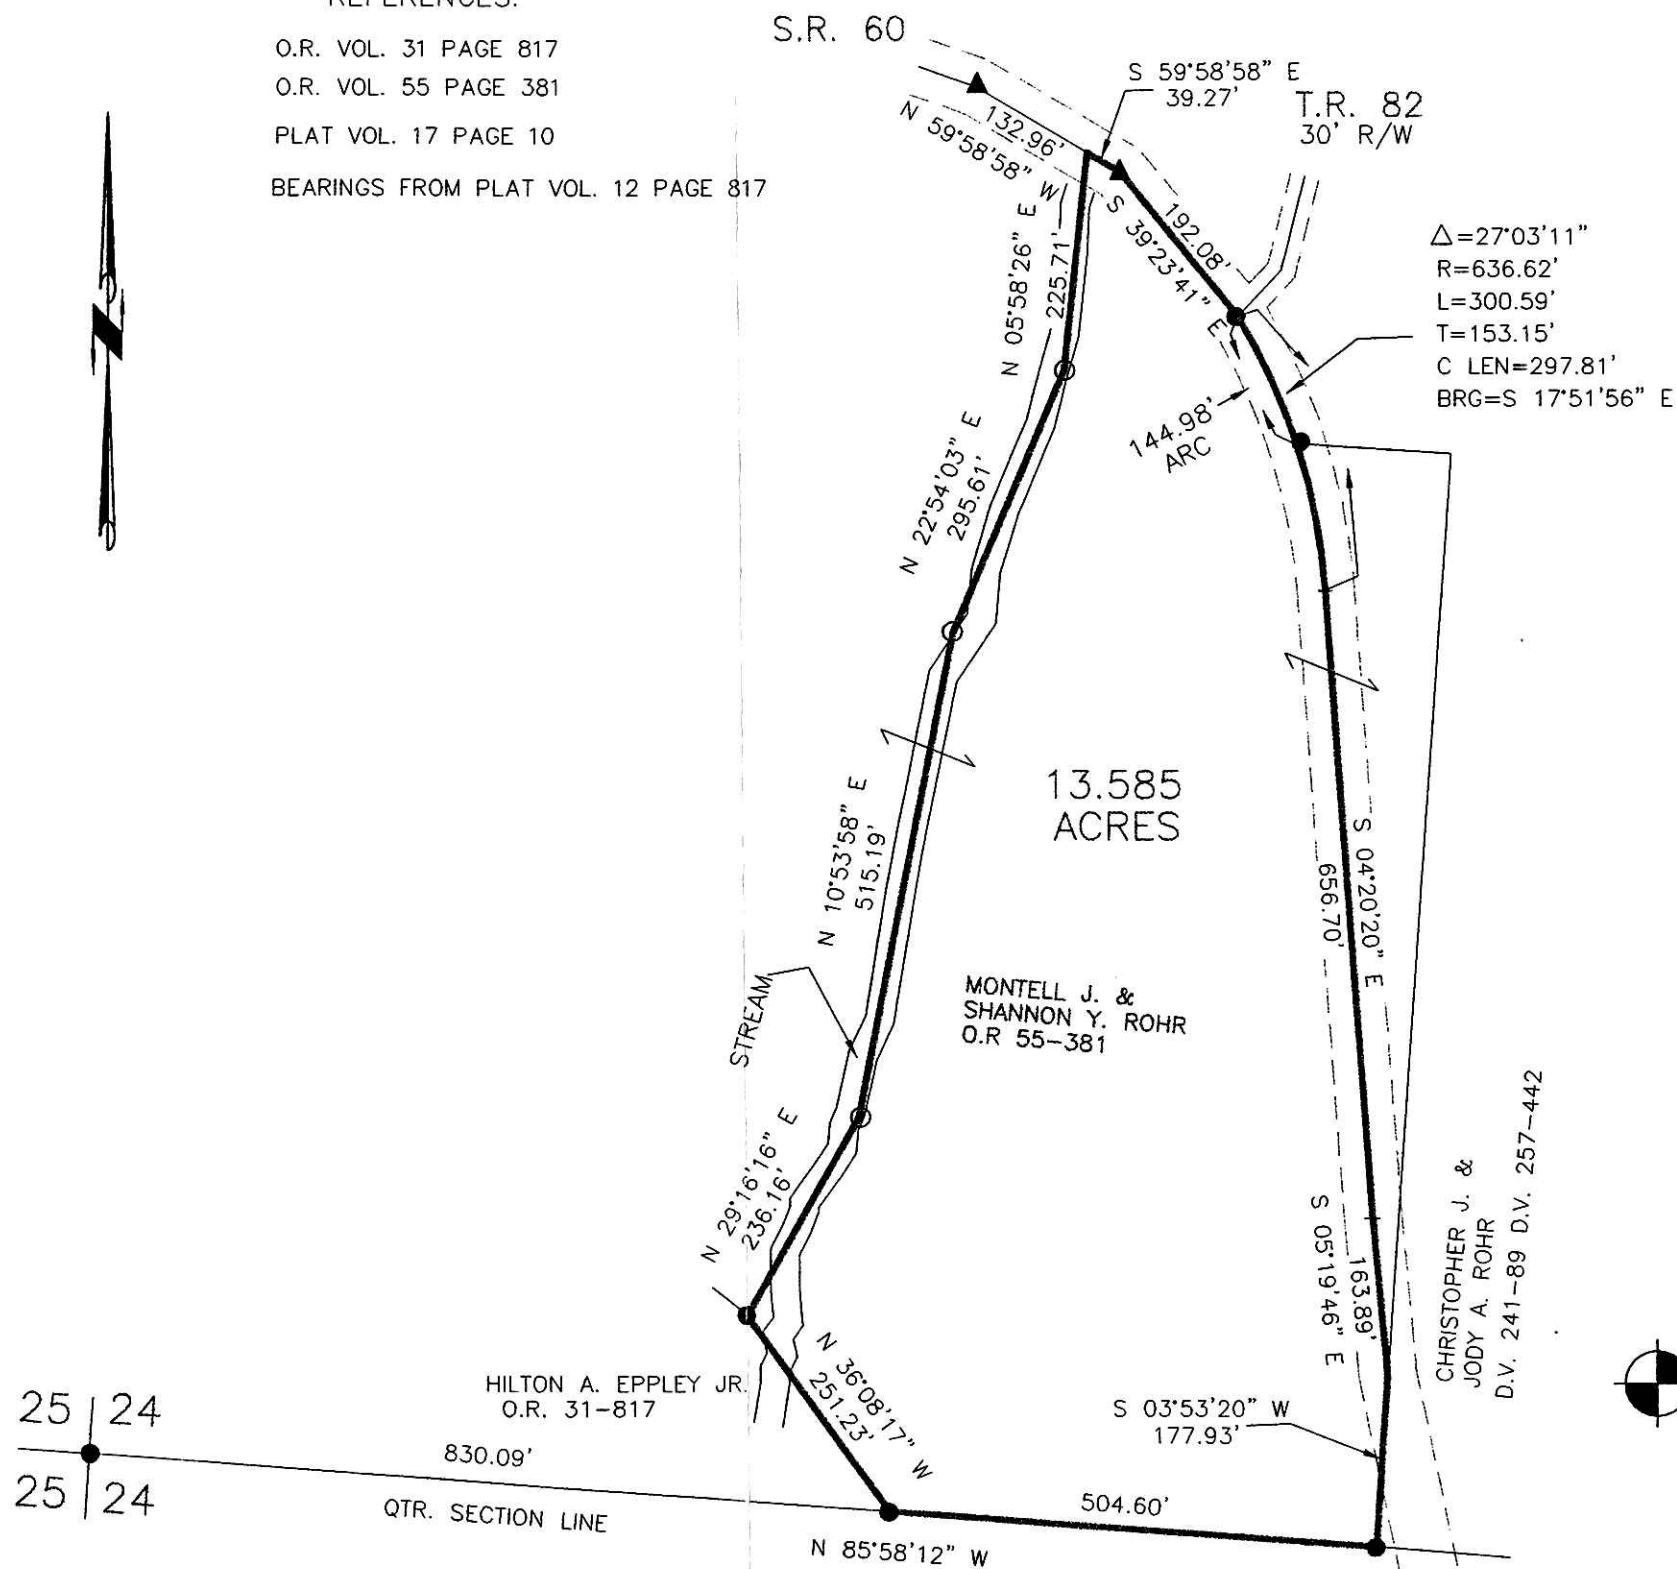 REFERENCES:
O.R. VOL. 31 PAGE 817
O.R. VOL. 55 PAGE 381
PLAT VOL. 17 PAGE 10
BEARINGS FROM PLAT VOL. 12 PAGE 817
S.R. 60
S 59°58'58" E
39.27'
T.R. 82
30' R/W
132.96'
N 59°58'58" W
192.08'
S 39°23'41" E
△=27°03'11"
R=636.62'
L=300.59'
T=153.15'
C LEN=297.81'
BRG=S 17°51'56" E
N 05°58'26" E
225.71'
144.98'
ARC
N 22°54'03" E
295.61'
13.585
ACRES
N 10°53'58" E
515.19'
S 04°20'20" E
656.70'
STREAM
MONTELL J. &
SHANNON Y. ROHR
O.R 55-381
N 29°16'16" E
236.16'
S 05°19'46" E
163.89'
CHRISTOPHER J. &
JODY A. ROHR
D.V. 241-89 D.V. 257-442
N 36°08'17" W
251.23'
HILTON A. EPPLEY JR.
O.R. 31-817
S 03°53'20" W
177.93'
25 24
25 24
830.09'
QTR. SECTION LINE
504.60'
N 85°58'12" W